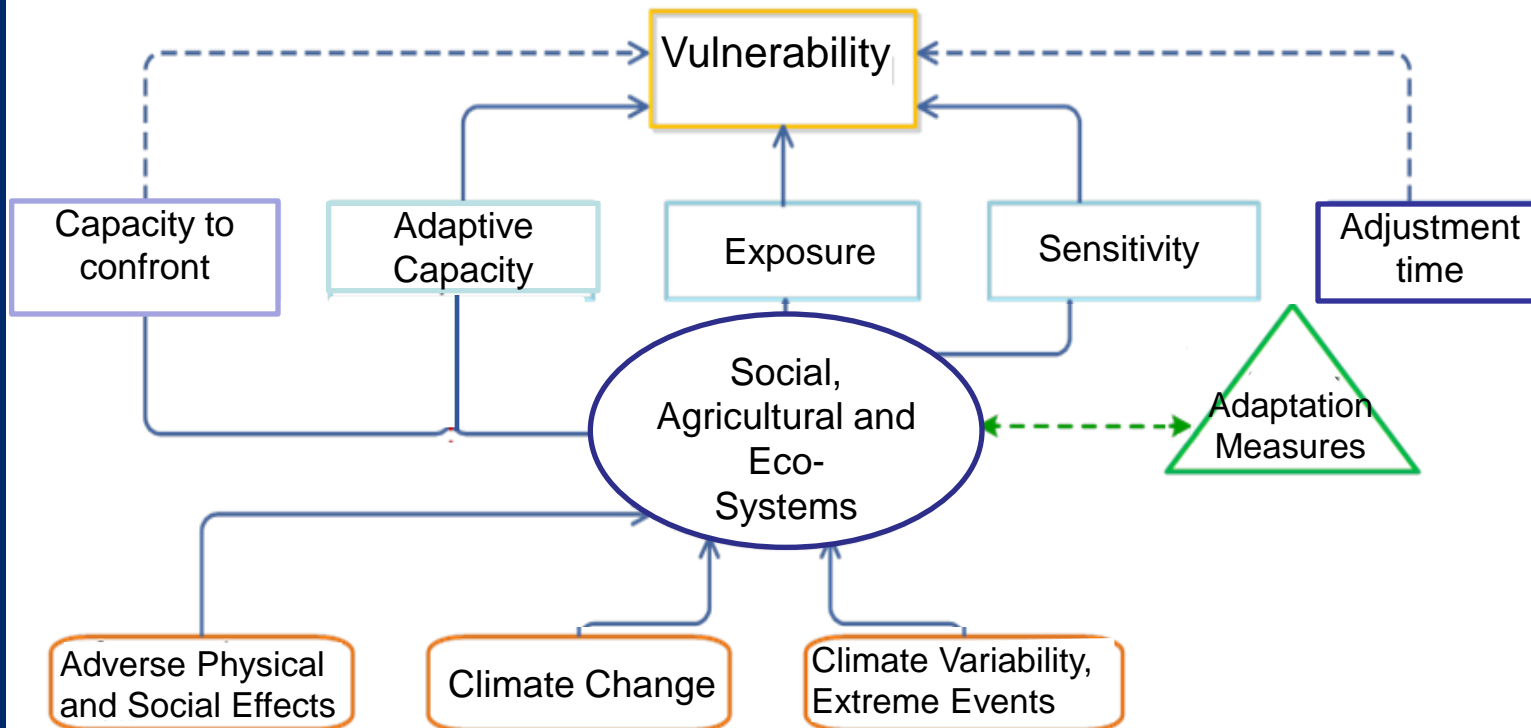 Vulnerability
Capacity to
confront
Adaptive
Capacity
Exposure
Sensitivity
Adjustment
time
Social,
Agricultural and
Eco-
Systems
Adaptation
Measures
Adverse Physical
and Social Effects
Climate Change
Climate Variability,
Extreme Events